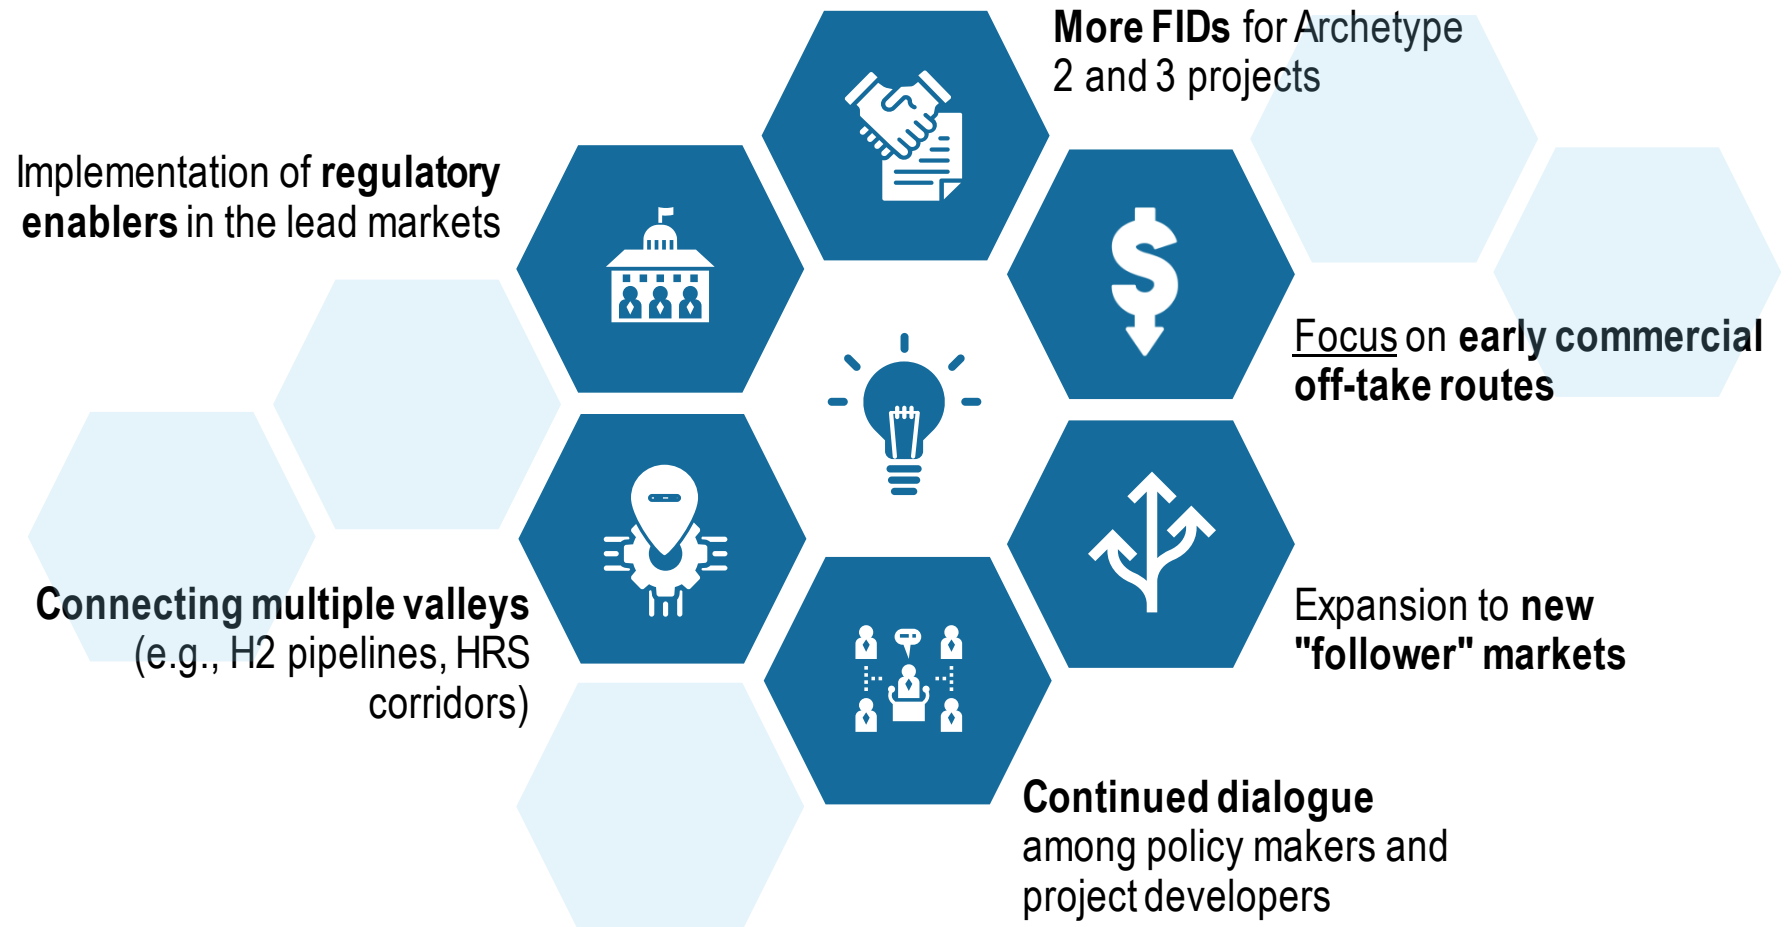 More FIDs for Archetype
2 and 3 projects
Implementation of regulatory
enablers in the lead markets
Focus on early commercial
off-take routes
Connecting multiple valleys
(e.g., H2 pipelines, HRS
corridors)
Expansion to new
"follower" markets
Continued dialogue
among policy makers and
project developers